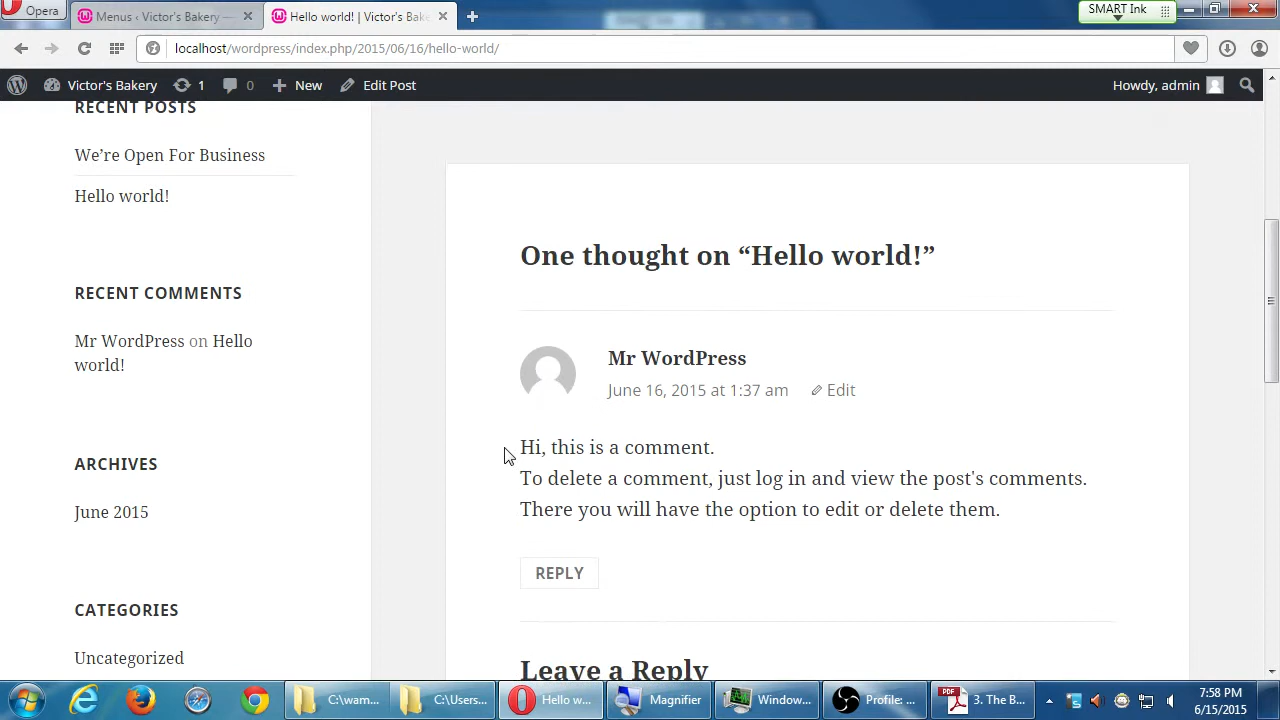 Opera
Menus ‹ Victor's Bakery —
Hello world! | Victor's Bake
SMART Ink
localhost/wordpress/index.php/2015/06/16/hello-world/
Victor's Bakery 1 0 New Edit Post
Howdy, admin
RECENT POSTS
We're Open For Business
Hello world!
RECENT COMMENTS
Mr WordPress on Hello
world!
ARCHIVES
June 2015
CATEGORIES
Uncategorized
One thought on “Hello world!”
Mr WordPress
June 16, 2015 at 1:37 am Edit
Hi, this is a comment.
To delete a comment, just log in and view the post's comments.
There you will have the option to edit or delete them.
REPLY
Leave a Reply
C:\wam...
C:\Users...
Hello w...
Magnifier
Window...
Profile: ...
3. The B...
7:58 PM
6/15/2015